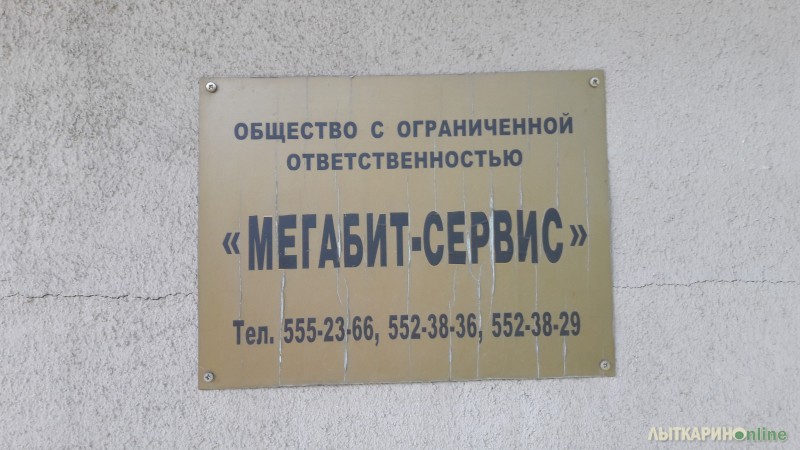 ОБЩЕСТВО С ОГРАНИЧЕННОЙ
ОТВЕТСТВЕННОСТЬЮ
«МЕГАБИТ-СЕРВИС»
Тел. 555-23-66, 552-38-36, 552-38-29
ЛЫТКАРИНОonline